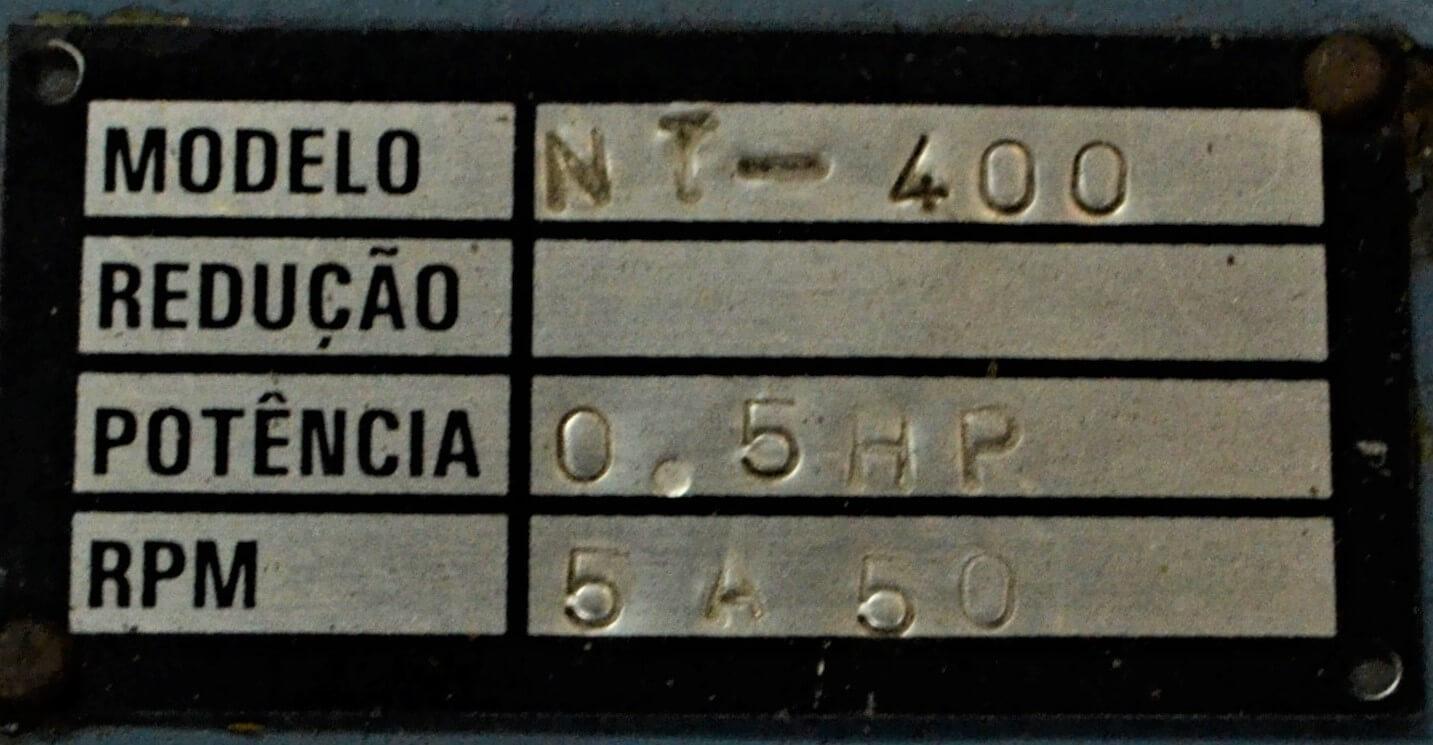 MODELO NT-400
REDUÇÃO
POTÊNCIA 0.5HP
RPM 5 A 50